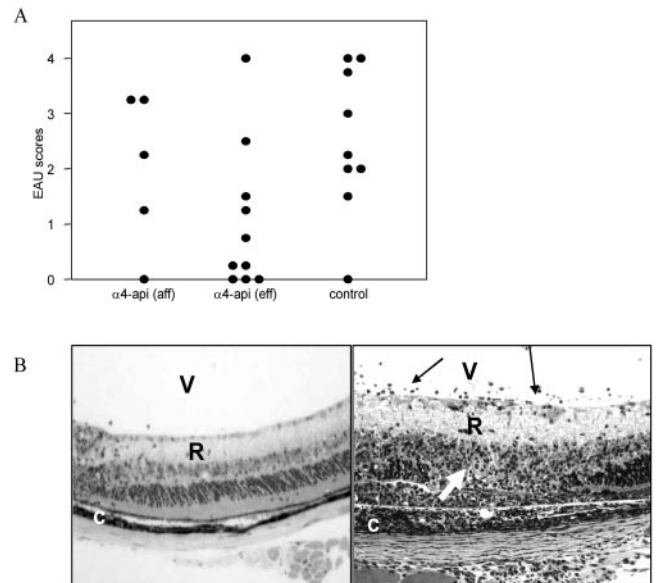 A
4
3
2
1
0
EAU scores
α4-api (aff) α4-api (eff) control
B
V
R
C
V
R
C